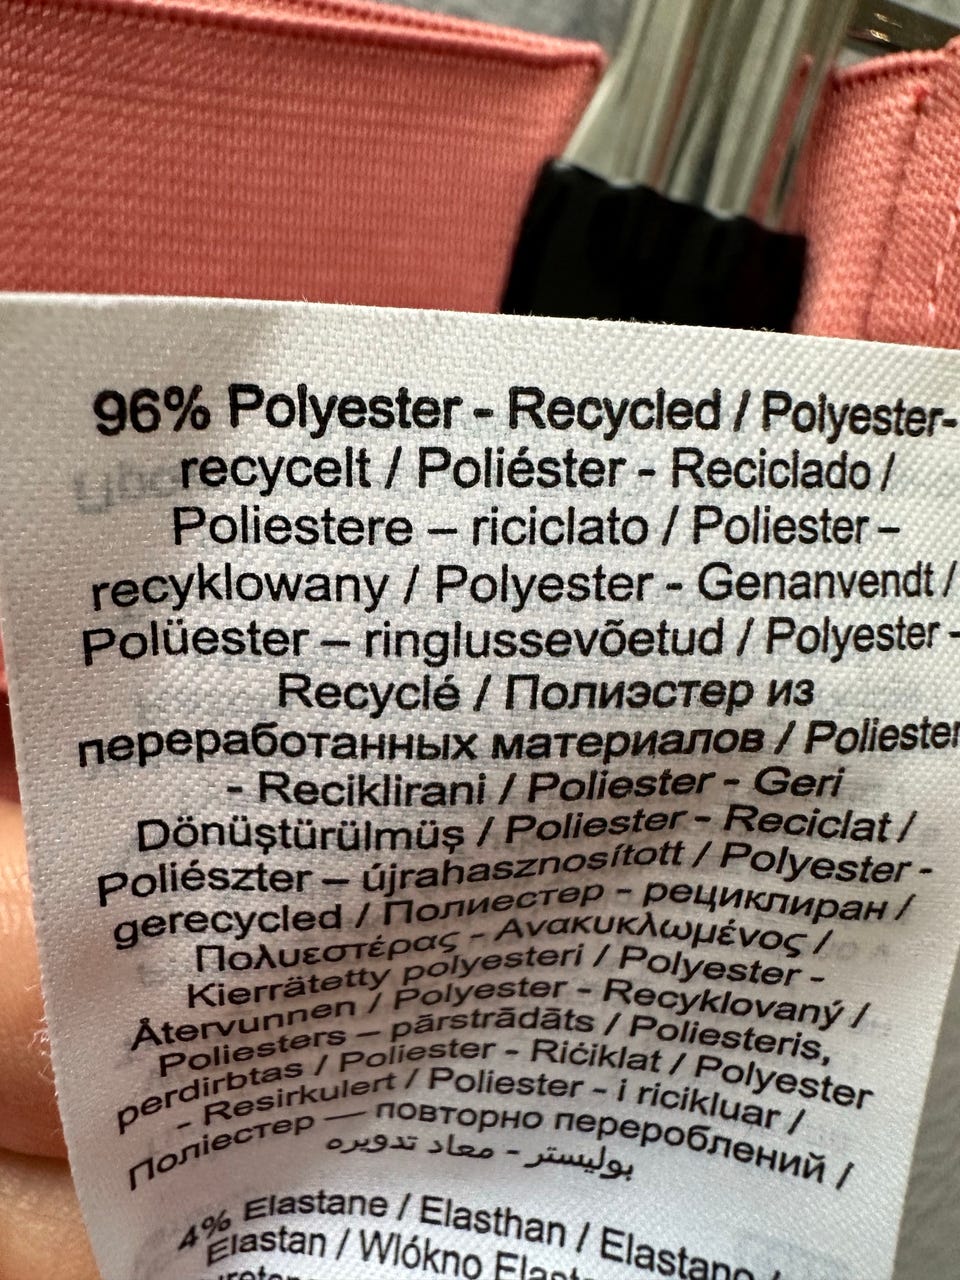 96% Polyester - Recycled / Polyester-
recycelt / Poliéster - Reciclado /
Poliestere – riciclato / Poliester –
recyklowany / Polyester - Genanvendt /
Polüester – ringlussevõetud / Polyester -
Recyclé / Полиэстер из
переработанных материалов / Poliester
- Reciklirani / Poliester - Geri
Dönüştürülmüş / Poliester - Reciclat /
Poliészter – újrahasznosított / Polyester -
gerecycled / Полиестер - рециклиран /
Πολυεστέρας - Ανακυκλωμένος /
Kierrätetty polyesteri / Polyester -
Återvunnen / Polyester - Recyklovaný /
Poliesters – pārstrādāts / Poliesteris,
perdirbtas / Poliester - Riċiklat / Polyester
- Resirkulert / Poliester - i ricikluar /
Поліестер — повторно перероблений /
بوليستر - معاد تدويره
4% Elastane / Elasthan / Elastano /
Elastan / Włókno